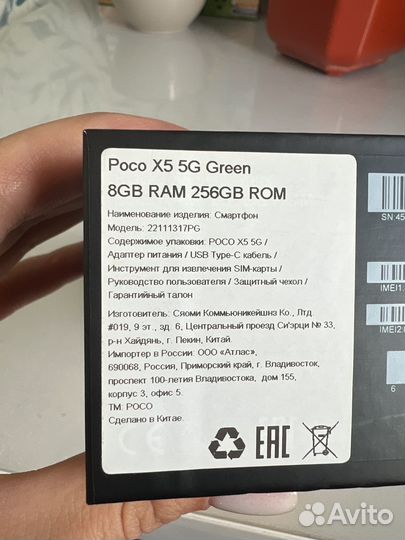 Poco X5 5G Green
8GB RAM 256GB ROM
Наименование изделия: Смартфон
Модель: 22111317PG
Содержимое упаковки: POCO X5 5G /
Адаптер питания / USB Type-C кабель /
Инструмент для извлечения SIM-карты /
Руководство пользователя / Защитный чехол /
Гарантийный талон
Изготовитель: Сяоми Коммьюникейшнз Ко., Лтд
#019, 9 эт., зд. 6, Центральный проезд Си'эрци № 33,
р-н Хайдянь, г. Пекин, Китай.
Импортер в России: ООО «Атлас»,
690068, Россия, Приморский край, г. Владивосток,
проспект 100-летия Владивостока, дом 155,
корпус 3, офис 5.
ТМ: POCO
Сделано в Китае.
EAC
SN 45
IMEI1:
IMEI2:
6
Avito